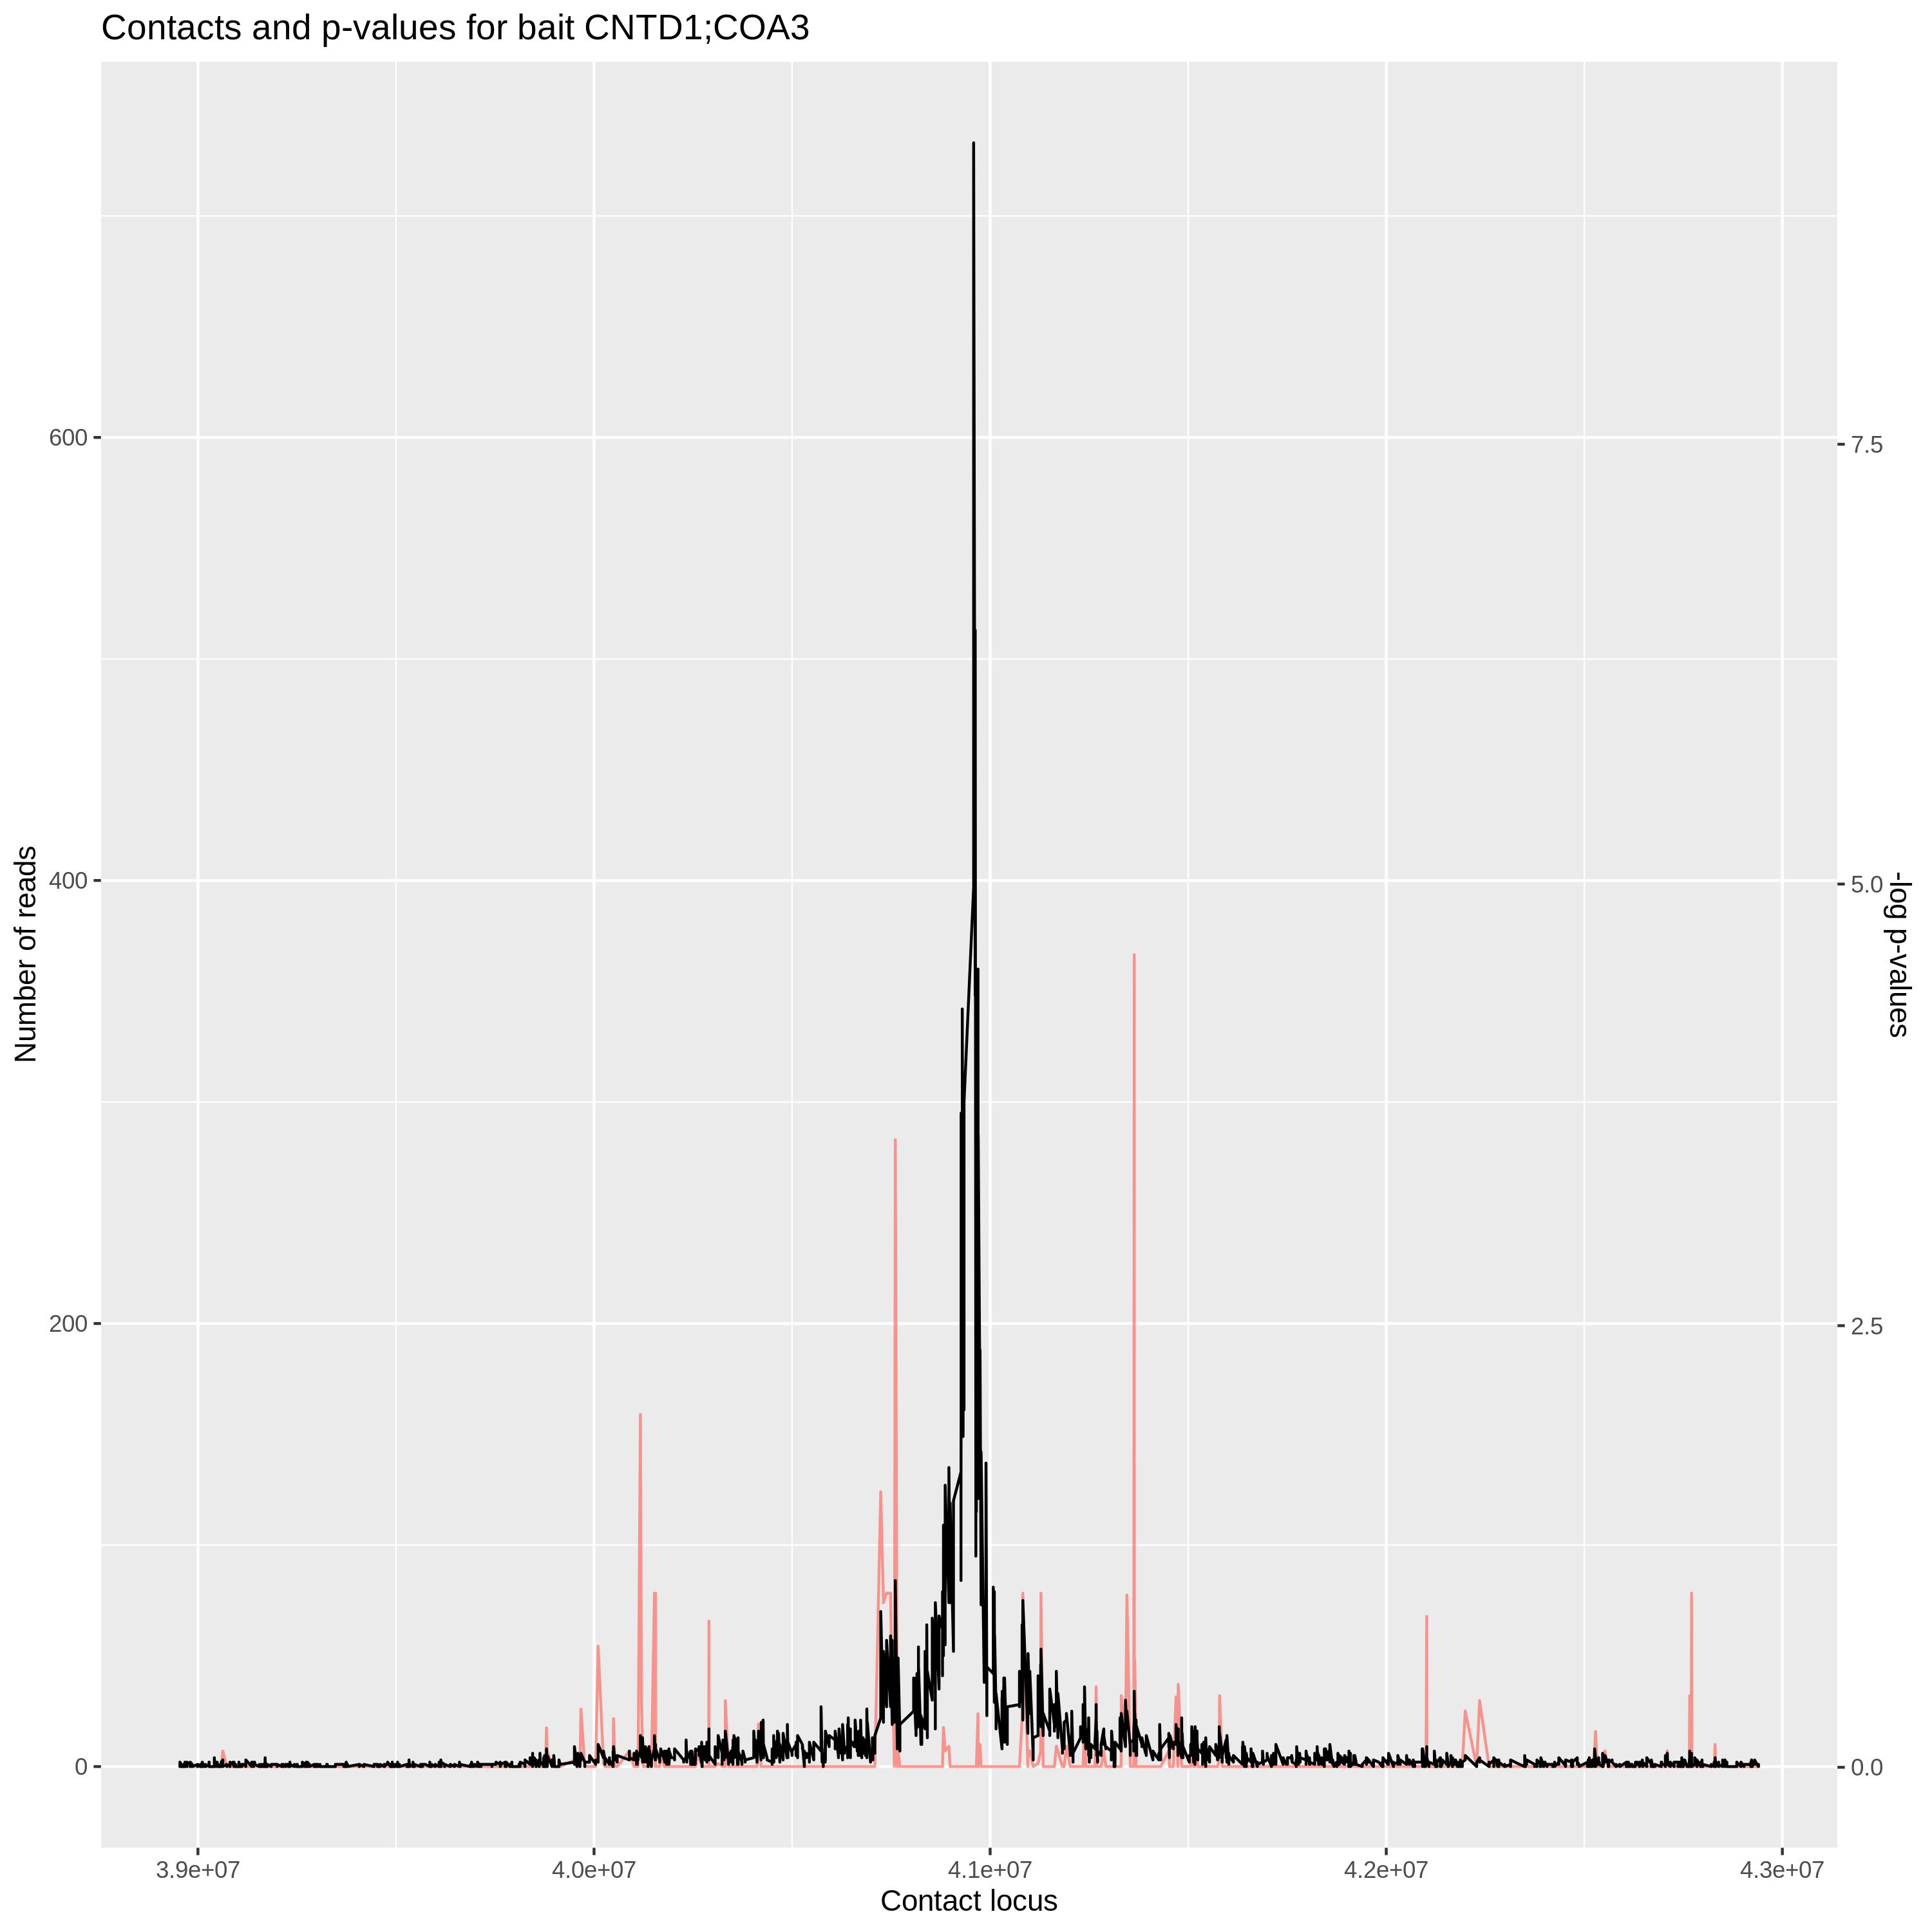 Contacts and p-values for bait CNTD1;COA3
Number of reads
600
400
200
0
7.5
5.0
2.5
0.0
-log p-values
3.9e+07
4.0e+07
4.1e+07
4.2e+07
4.3e+07
Contact locus